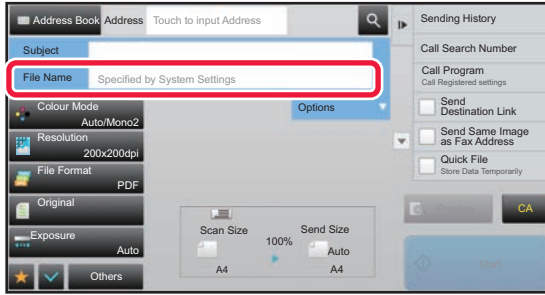 Address Book Address Touch to input Address
Subject
File Name Specified by System Settings
Colour Mode
Auto/Mono2
Resolution
200x200dpi
File Format
PDF
Original
Exposure
Auto
Others
Options
Scan Size
A4
100%
Send Size
Auto
A4
Sending History
Call Search Number
Call Program
Call Registered settings
Send
Destination Link
Send Same Image
as Fax Address
Quick File
Store Data Temporarily
Preview
CA
Start